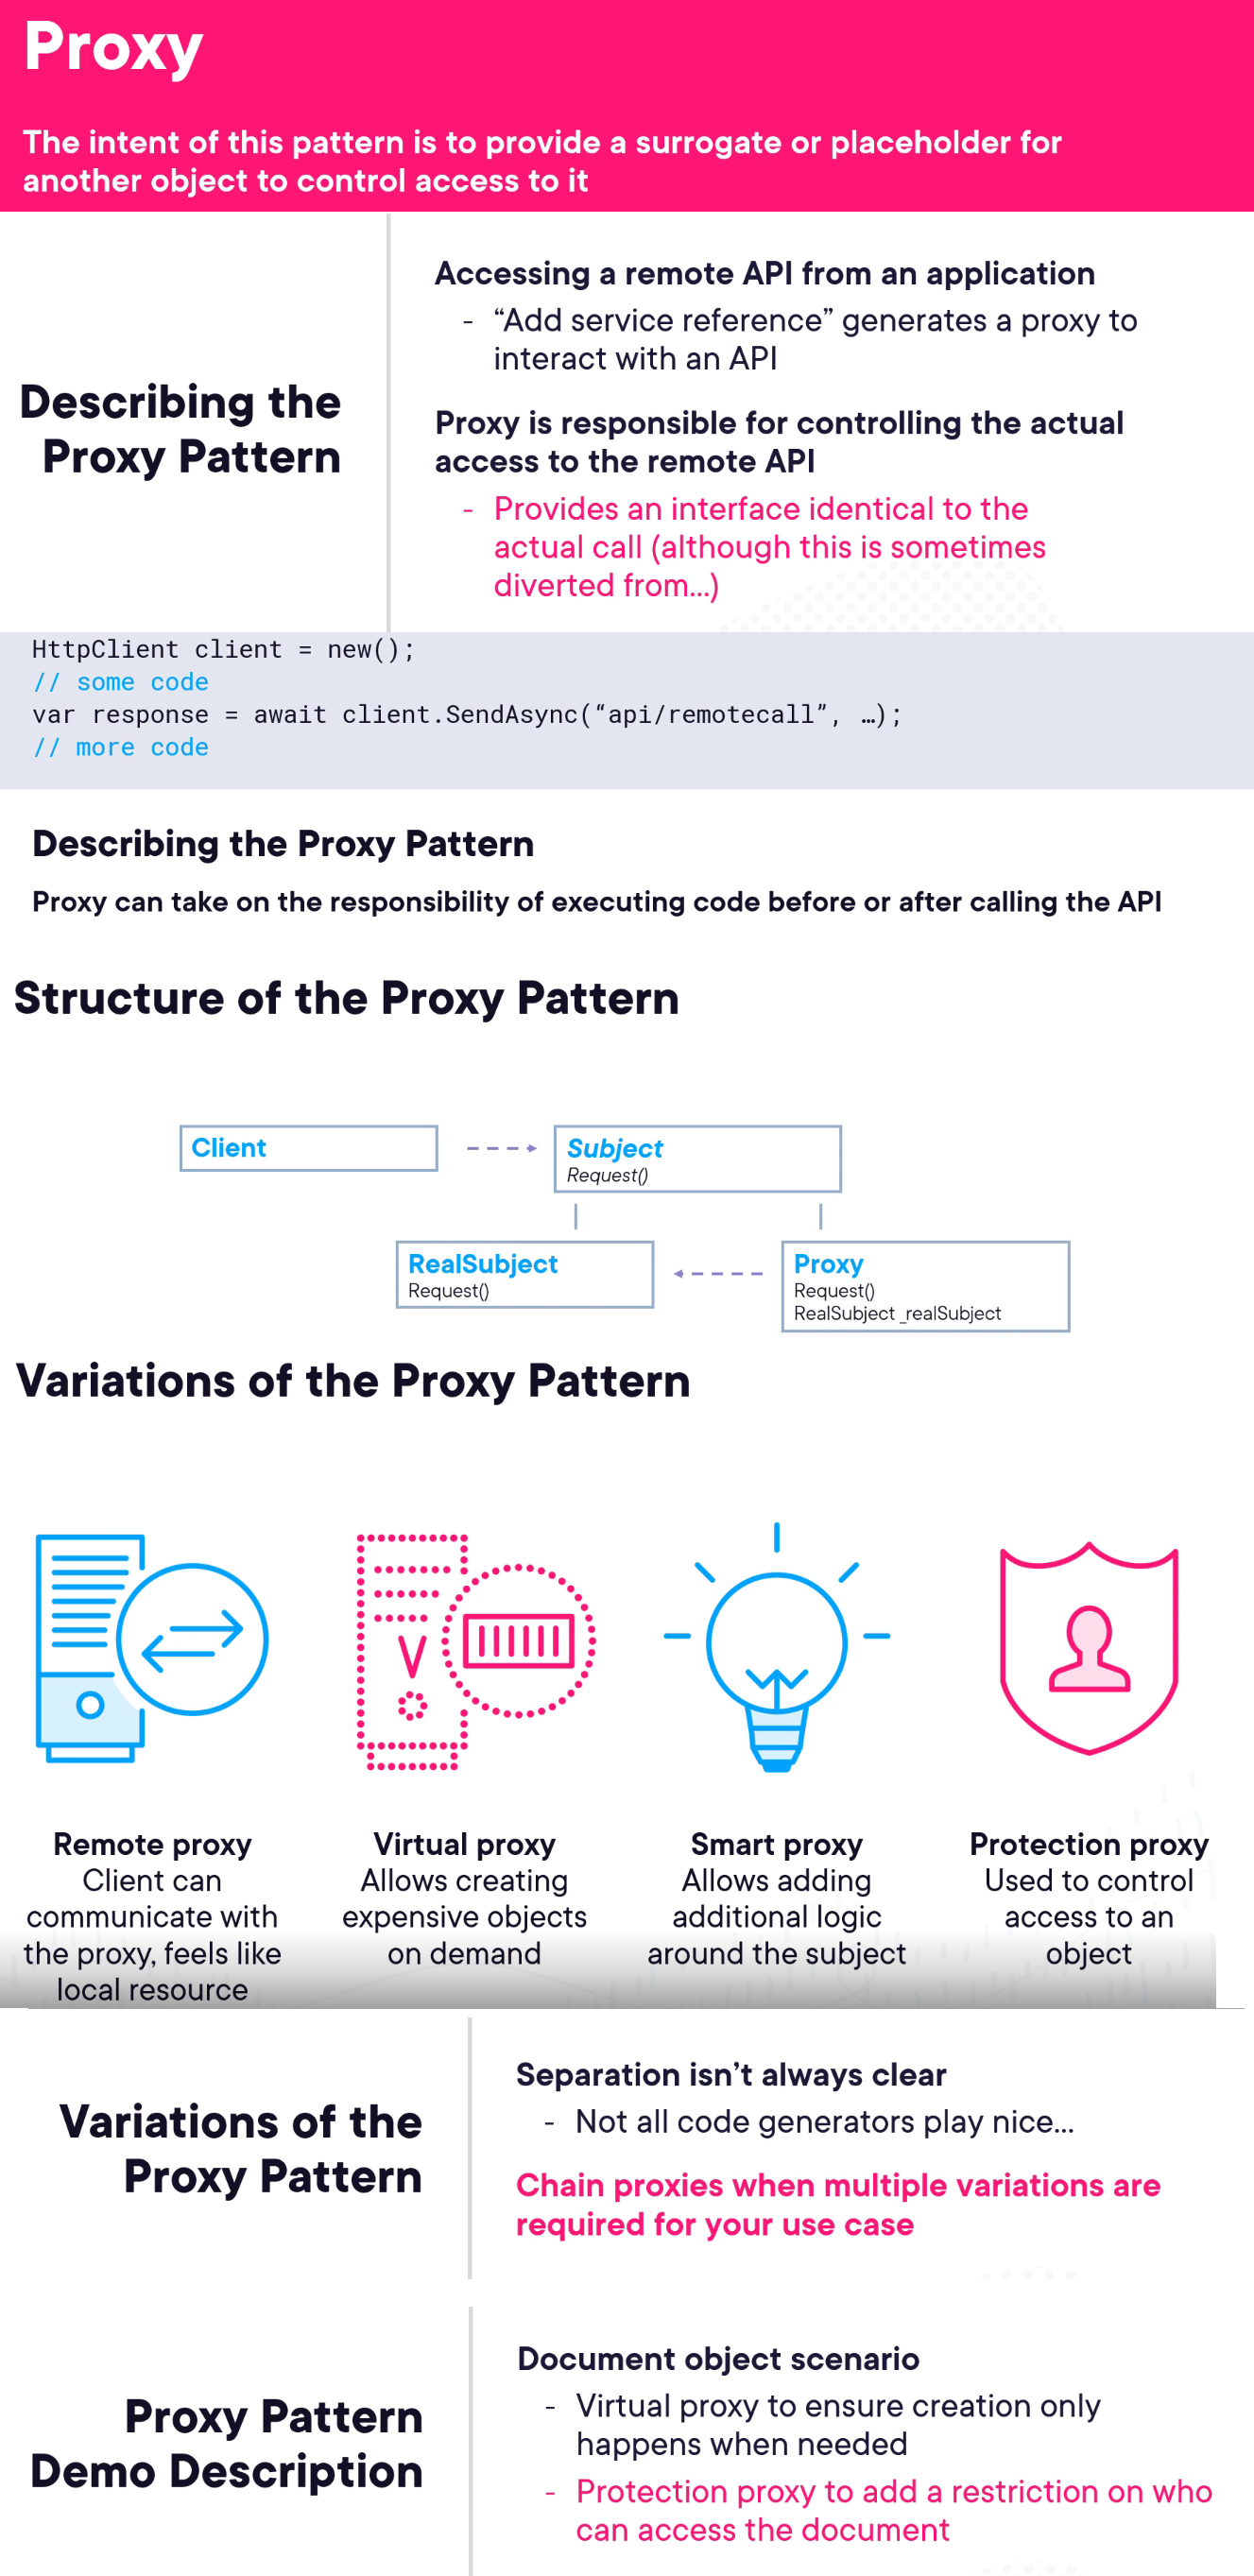 Proxy
The intent of this pattern is to provide a surrogate or placeholder for
another object to control access to it
Describing the
Proxy Pattern
Accessing a remote API from an application
- “Add service reference” generates a proxy to
interact with an API
Proxy is responsible for controlling the actual
access to the remote API
- Provides an interface identical to the
actual call (although this is sometimes
diverted from...)
HttpClient client = new();
// some code
var response = await client.SendAsync(“api/remotecall”, …);
// more code
Describing the Proxy Pattern
Proxy can take on the responsibility of executing code before or after calling the API
Structure of the Proxy Pattern
Client
Subject
Request()
RealSubject
Request()
Proxy
Request()
RealSubject _realSubject
Variations of the Proxy Pattern
Remote proxy
Client can
communicate with
the proxy, feels like
local resource
Virtual proxy
Allows creating
expensive objects
on demand
Smart proxy
Allows adding
additional logic
around the subject
Protection proxy
Used to control
access to an
object
Variations of the
Proxy Pattern
Separation isn’t always clear
- Not all code generators play nice...
Chain proxies when multiple variations are
required for your use case
Proxy Pattern
Demo Description
Document object scenario
- Virtual proxy to ensure creation only
happens when needed
- Protection proxy to add a restriction on who
can access the document